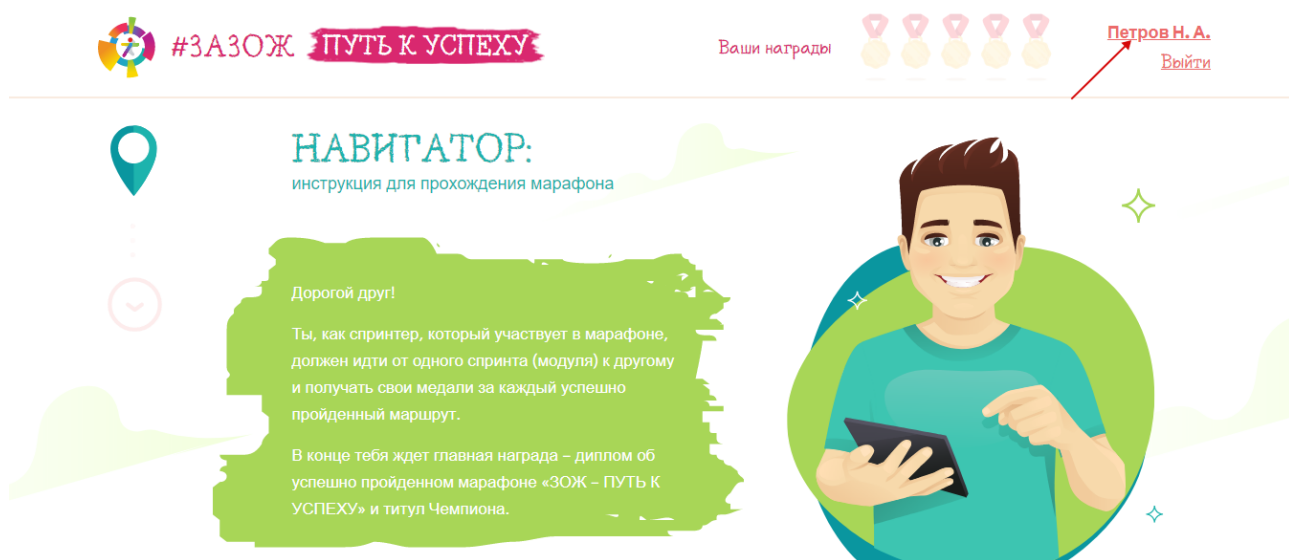 #ЗАЗОЖ ПУТЬ К УСПЕХУ
Ваши награды
Петров Н. А.
Выйти
НАВИГАТОР:
инструкция для прохождения марафона
Дорогой друг!
Ты, как спринтер, который участвует в марафоне,
должен идти от одного спринта (модуля) к другому
и получать свои медали за каждый успешно
пройденный маршрут.
В конце тебя ждет главная награда – диплом об
успешно пройденном марафоне «ЗОЖ – ПУТЬ К
УСПЕХУ» и титул Чемпиона.